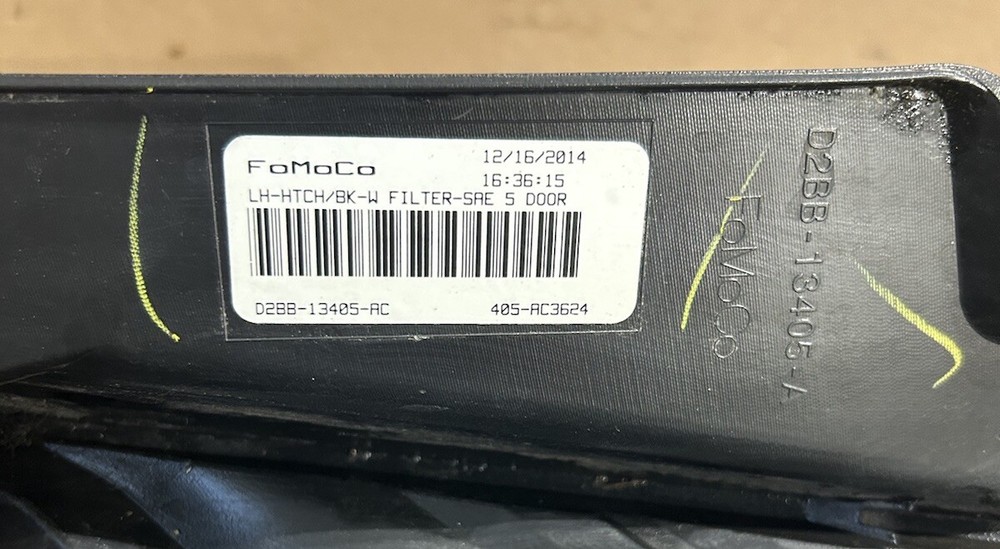 FoMoCo
12/16/2014
16:36:15
LH-HTCH/BK-W FILTER-SAE 5 DOOR
D2BB-13405-AC
405-AC3624
FoMoCo
D2BB-13405-A